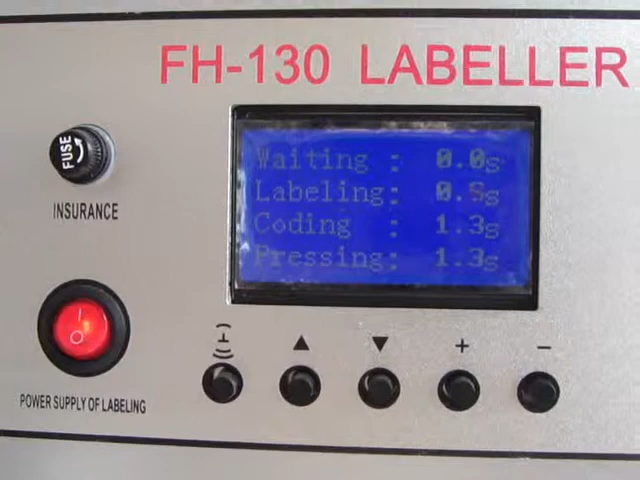 FH-130 LABELLER
FUSE
INSURANCE
Waiting : 0.0s
Labeling: 0.5s
Coding : 1.3s
Pressing: 1.3s
((+) ▲ ▼ + −
I
O
POWER SUPPLY OF LABELING